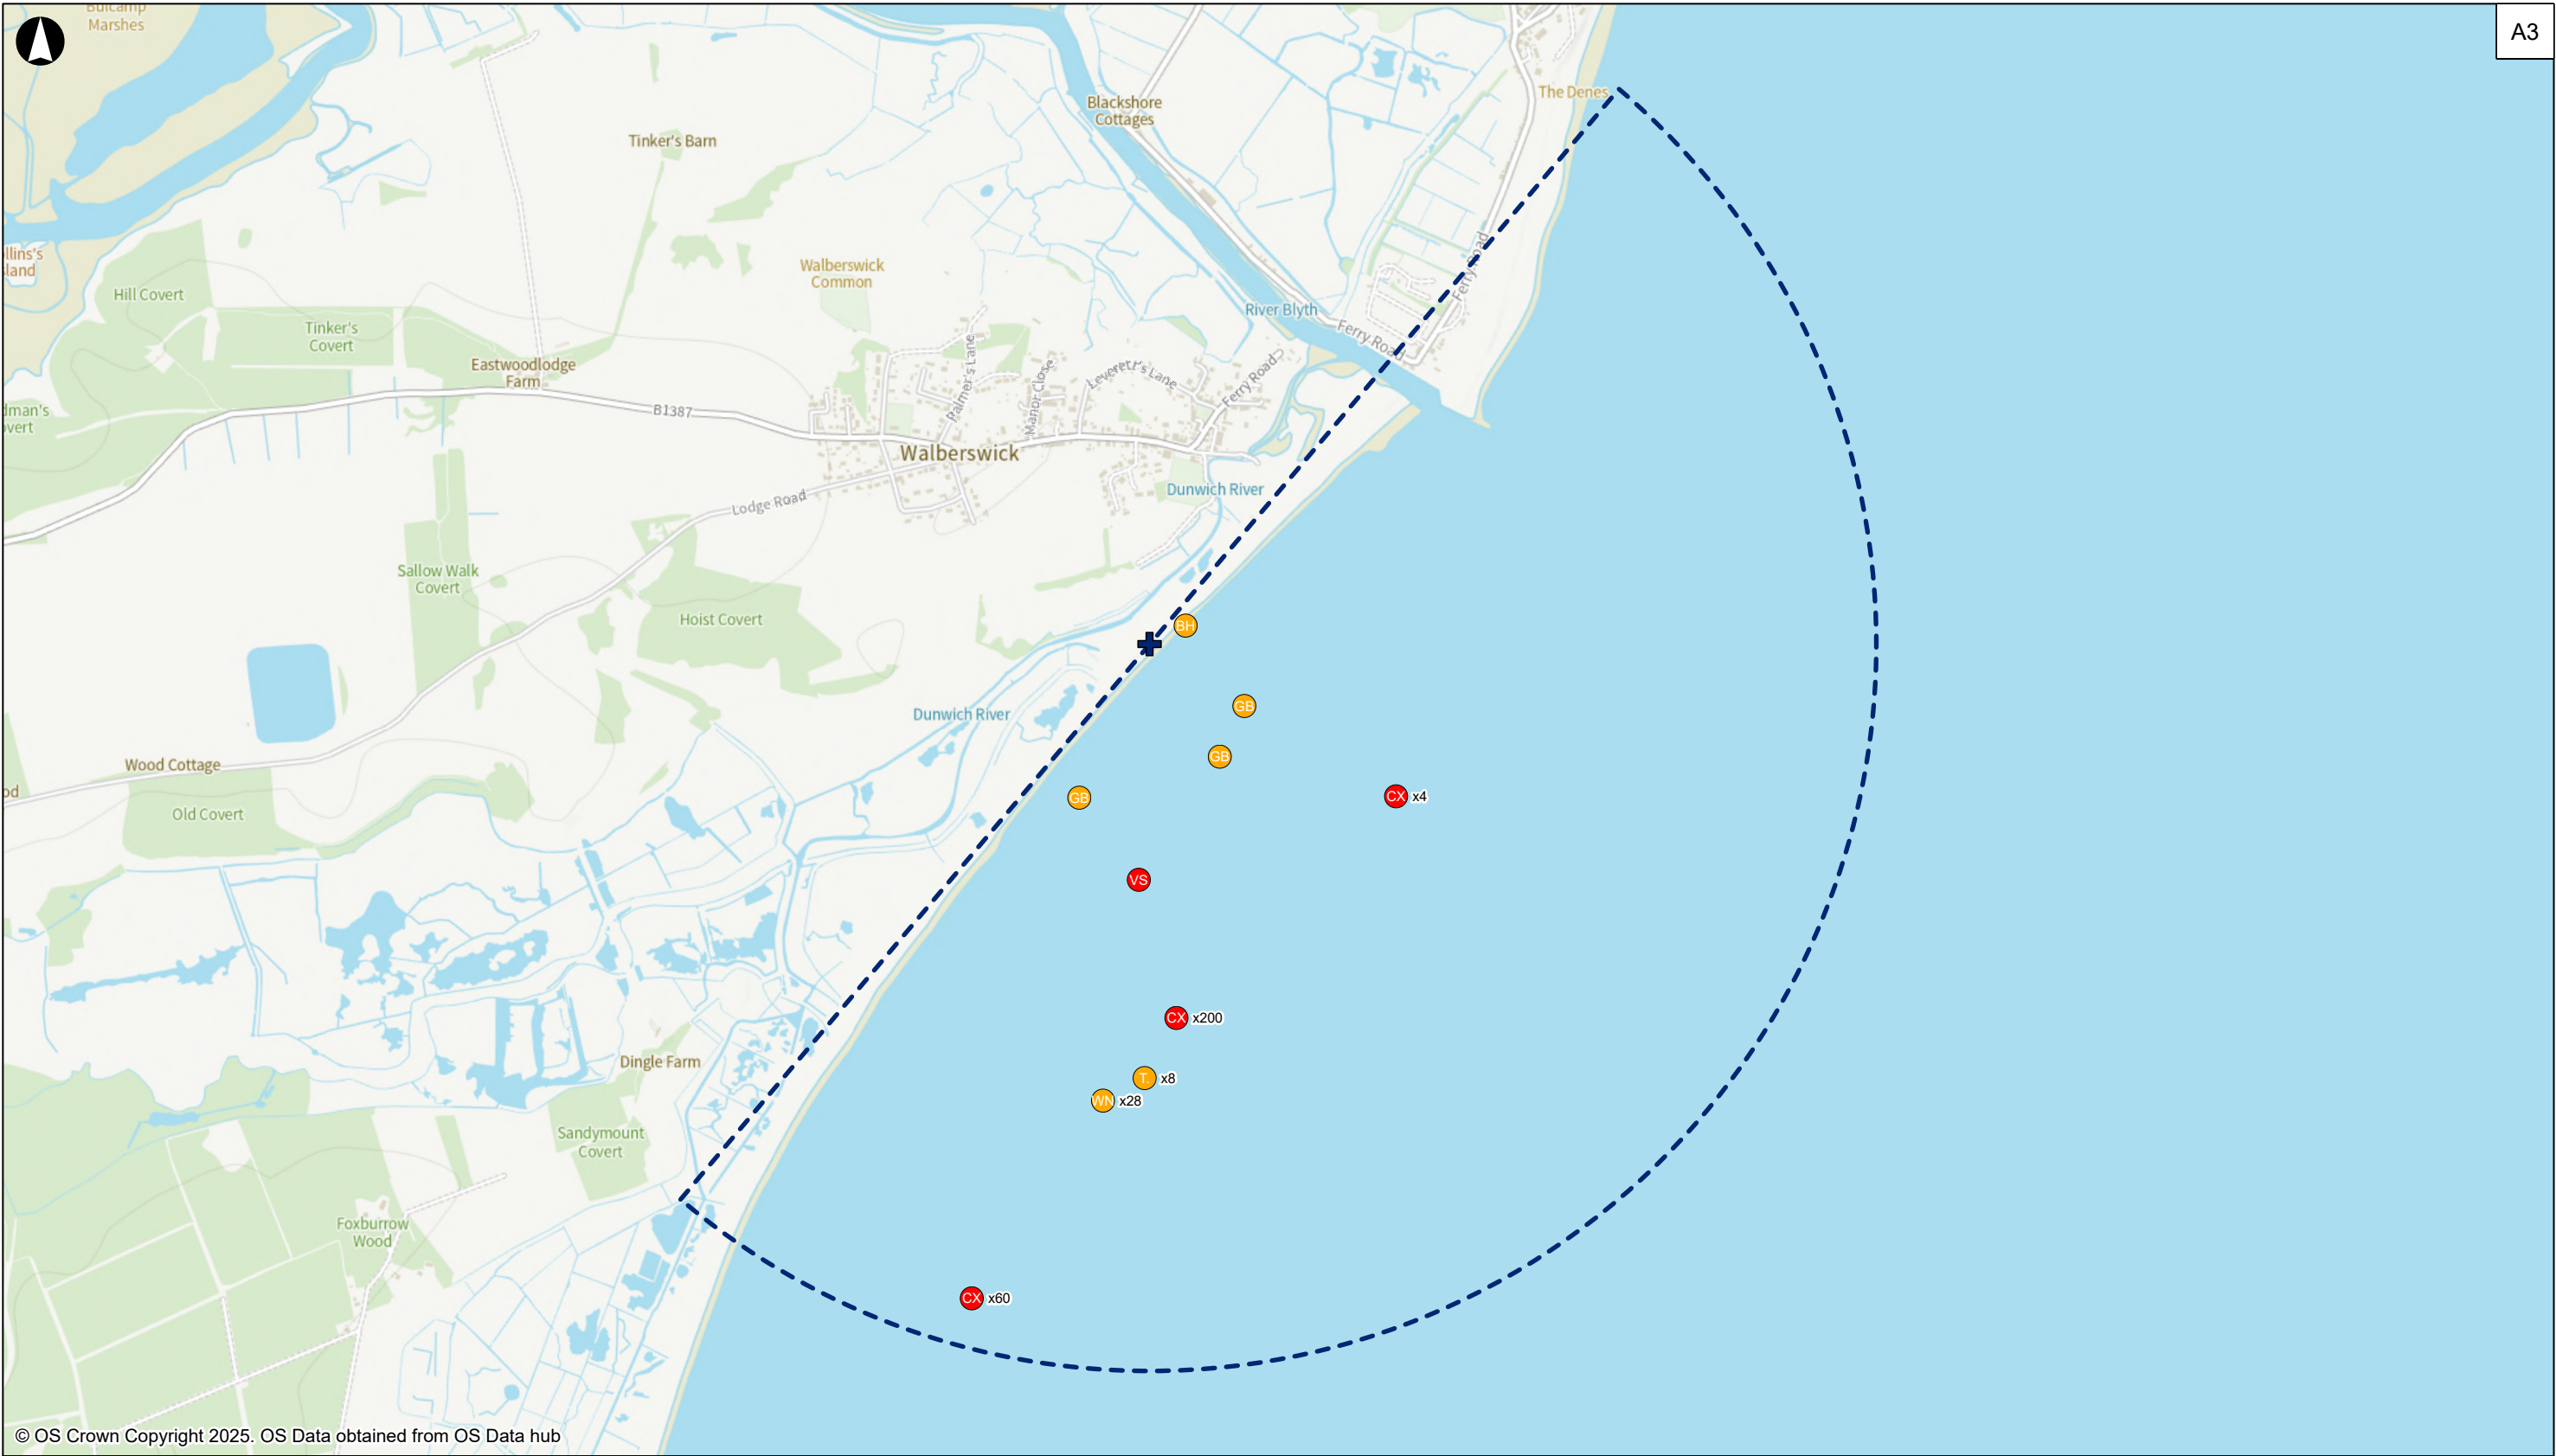 Bulcamp
Marshes
A3
The Denes
Blackshore
Cottages
Tinker's Barn
Walberswick
Common
Hill Covert
River Blyth
Ferry Road
Ferry Road
Tinker's
Covert
Eastwoodlodge
Farm
Palmer's Lane
Manor Close
Leverett's Lane
Ferry Road
B1387
Walberswick
Lodge Road
Dunwich River
Sallow Walk
Covert
Hoist Covert
BH
Dunwich River
GB
GB
Wood Cottage
GB
CX x4
Old Covert
VS
CX x200
Dingle Farm
T. x8
WN x28
Sandymount
Covert
Foxburrow
Wood
CX x60
© OS Crown Copyright 2025. OS Data obtained from OS Data hub